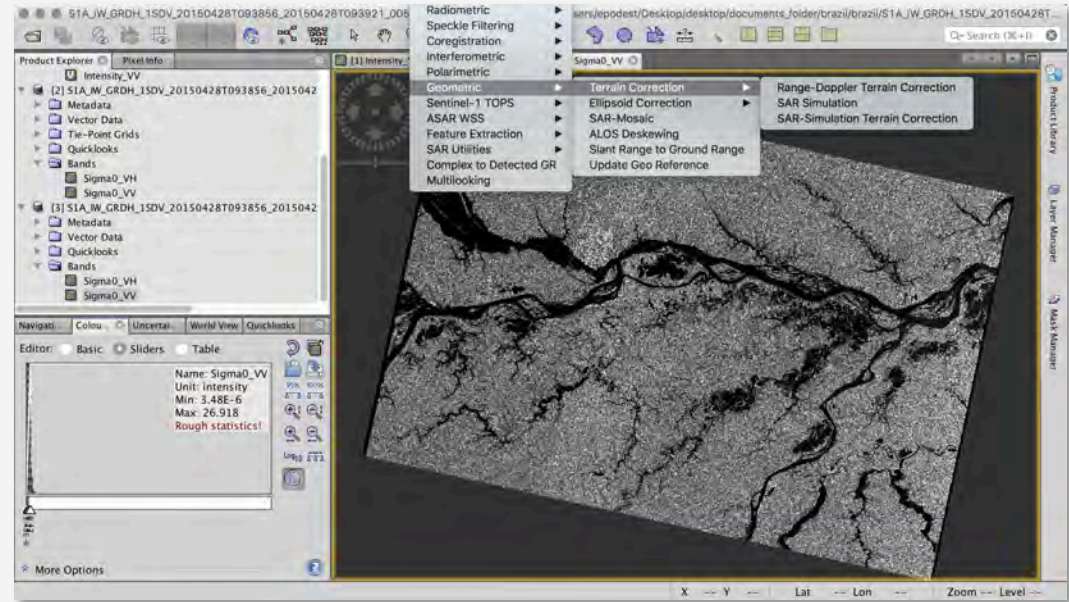 S1A_IW_GRDH_1SDV_20150428T093856_20150428T093921_005
sers/epodest/Desktop/desktop/documents_folder/brazil/brazil/S1A_IW_GRDH_1SDV_20150428T...
Search (⌘+I)
Radiometric
Speckle Filtering
Coregistration
Interferometric
Polarimetric
Geometric
Sentinel-1 TOPS
ASAR WSS
Feature Extraction
SAR Utilities
Complex to Detected GR
Multilooking
Terrain Correction
Ellipsoid Correction
SAR-Mosaic
ALOS Deskewing
Slant Range to Ground Range
Update Geo Reference
Range-Doppler Terrain Correction
SAR Simulation
SAR-Simulation Terrain Correction
Product Explorer Pixel Info
[1] Intensity_V
Sigma0_VV
Intensity_VV
[2] S1A_IW_GRDH_1SDV_20150428T093856_2015042
Metadata
Vector Data
Tie-Point Grids
Quicklooks
Bands
Sigma0_VH
Sigma0_VV
[3] S1A_IW_GRDH_1SDV_20150428T093856_2015042
Metadata
Vector Data
Quicklooks
Bands
Sigma0_VH
Sigma0_VV
Navigati... Colou... Uncertai... World View Quicklooks
Editor: Basic Sliders Table
Name: Sigma0_VV
Unit: intensity
Min: 3.48E-6
Max: 26.918
Rough statistics!
95% 100%
Log10
More Options
Product Library
Layer Manager
Mask Manager
X -- Y -- Lat -- Lon -- Zoom -- Level --